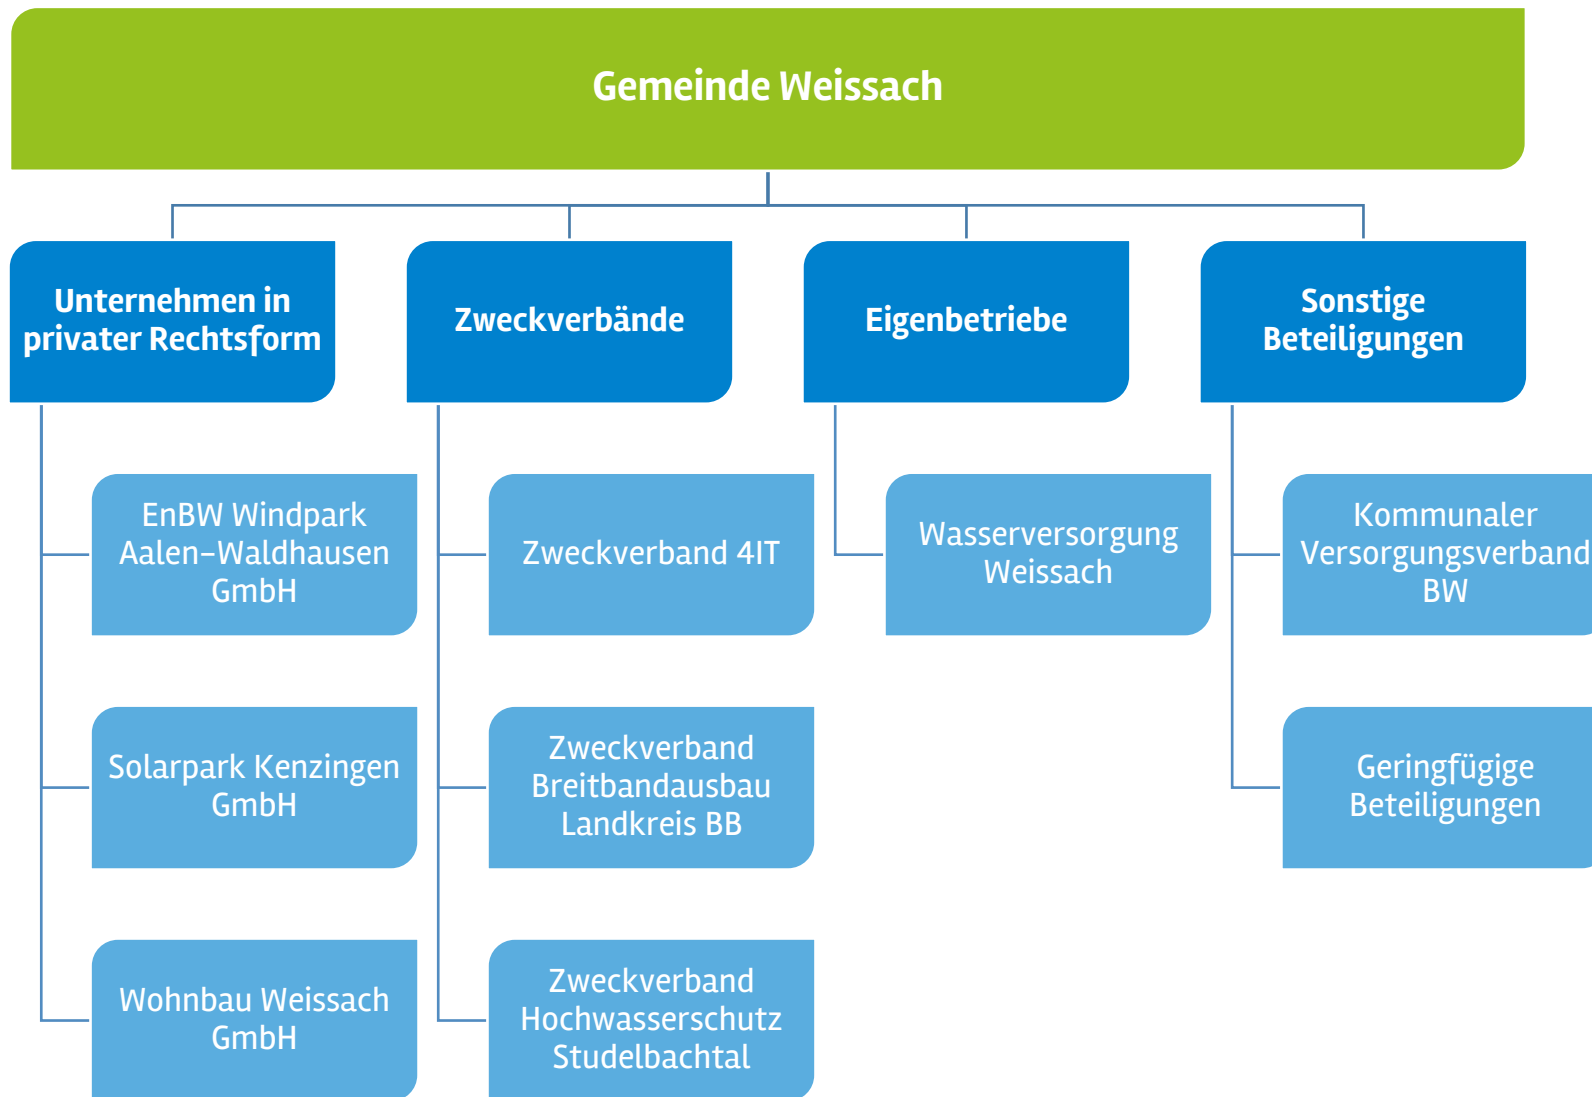 Gemeinde Weissach
Unternehmen in
privater Rechtsform
Zweckverbände
Eigenbetriebe
Sonstige
Beteiligungen
EnBW Windpark
Aalen-Waldhausen
GmbH
Zweckverband 4IT
Wasserversorgung
Weissach
Kommunaler
Versorgungsverband
BW
Solarpark Kenzingen
GmbH
Zweckverband
Breitbandausbau
Landkreis BB
Geringfügige
Beteiligungen
Wohnbau Weissach
GmbH
Zweckverband
Hochwasserschutz
Studelbachtal